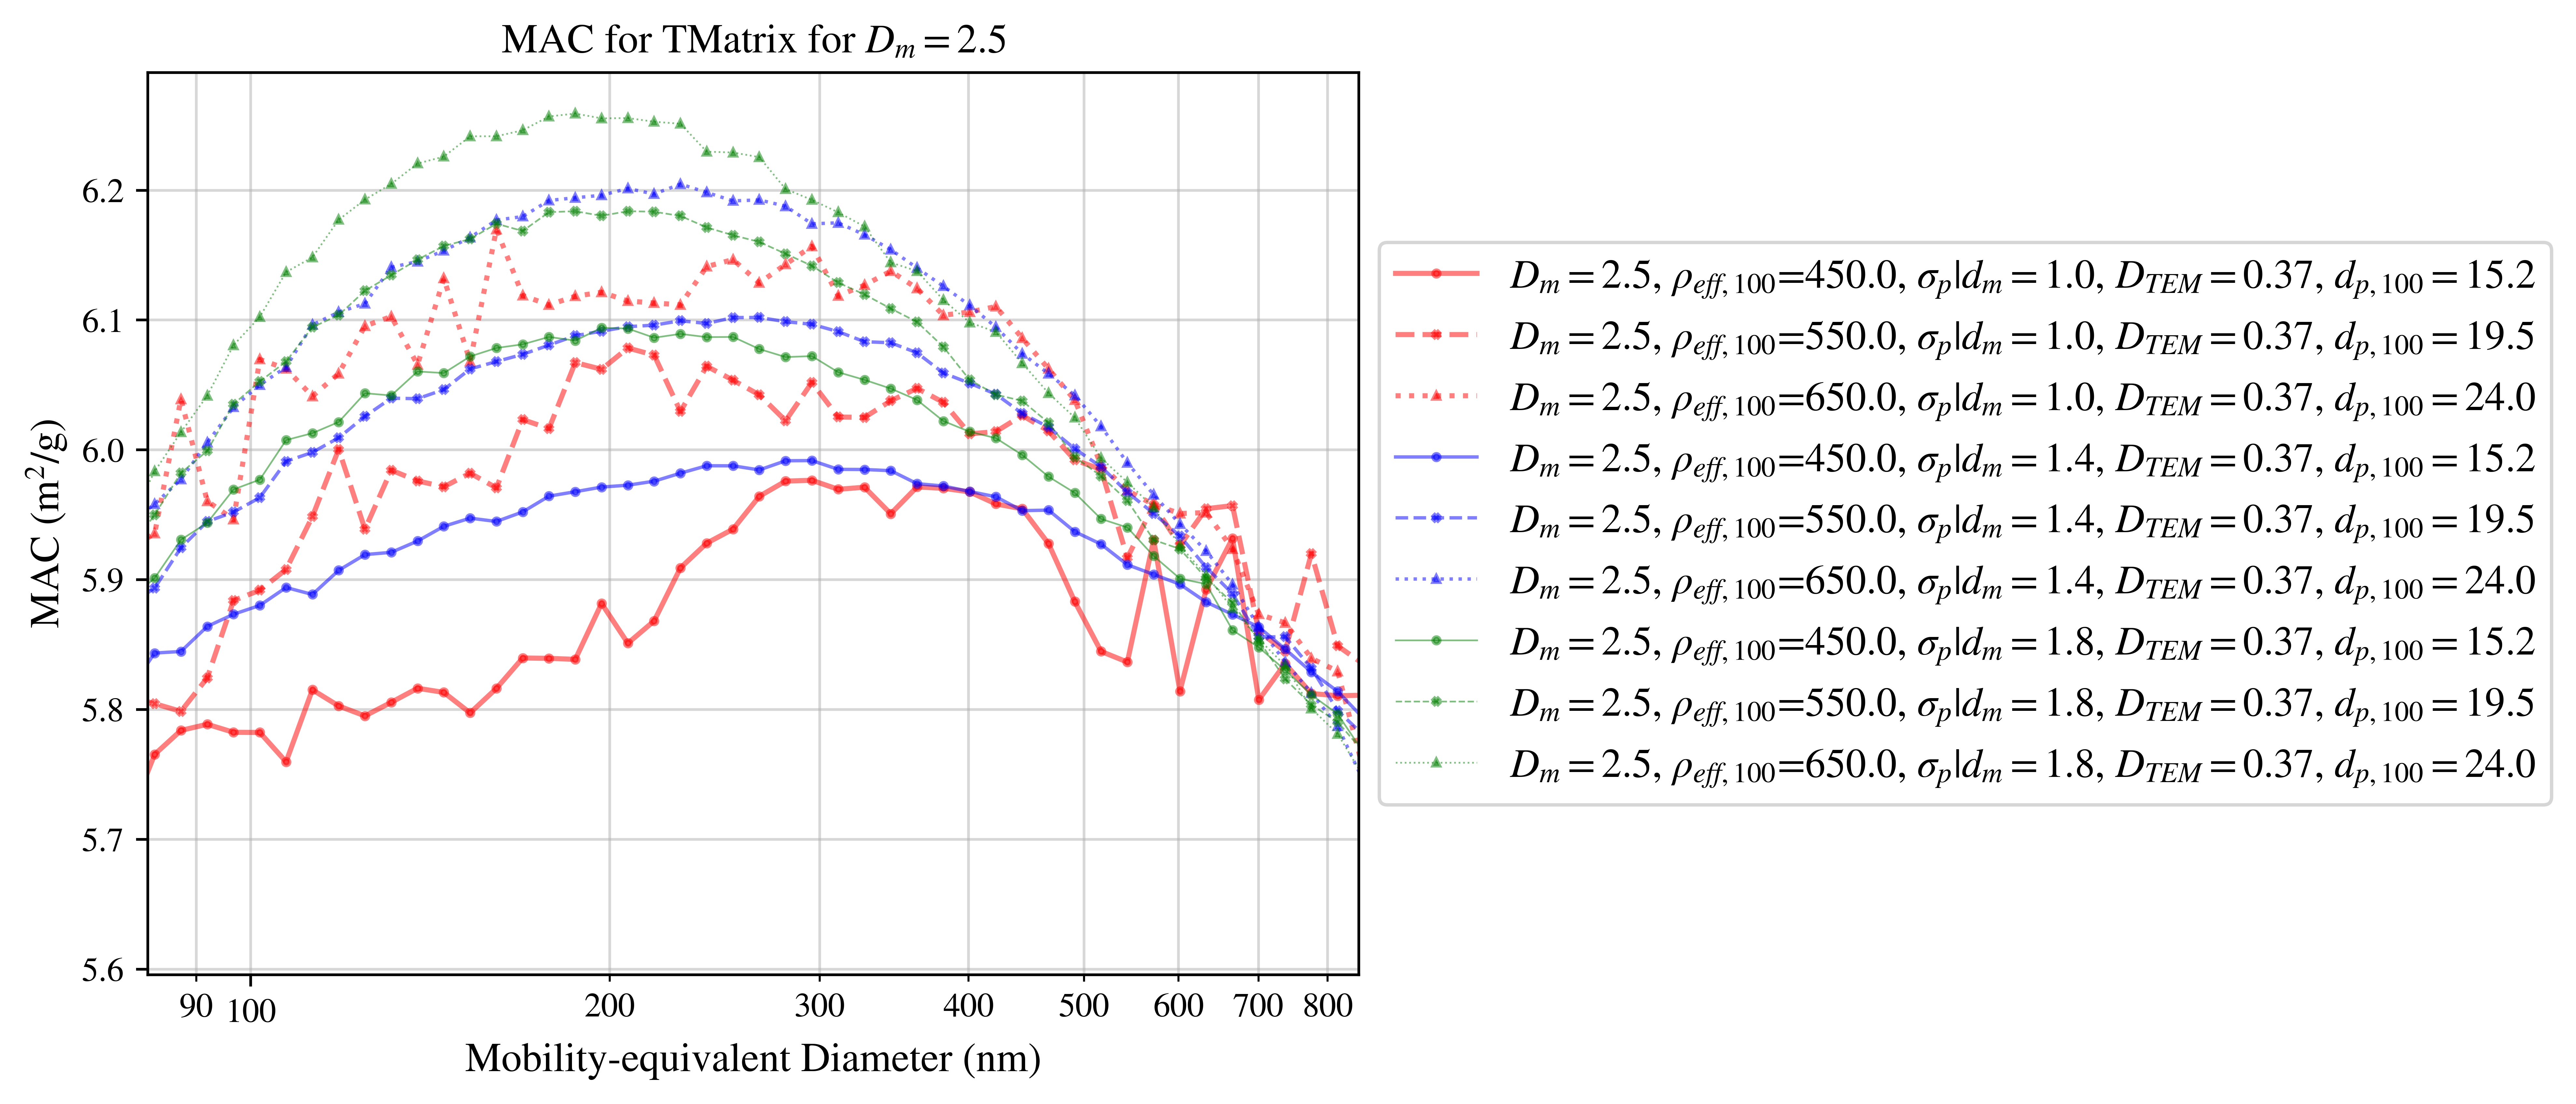 MAC for TMatrix for D_m = 2.5
MAC (m²/g)
6.2
6.1
6.0
5.9
5.8
5.7
5.6
90 100 200 300 400 500 600 700 800
Mobility-equivalent Diameter (nm)
D_m = 2.5, ρ_eff,100=450.0, σ_p|d_m = 1.0, D_TEM = 0.37, d_p,100 = 15.2
D_m = 2.5, ρ_eff,100=550.0, σ_p|d_m = 1.0, D_TEM = 0.37, d_p,100 = 19.5
D_m = 2.5, ρ_eff,100=650.0, σ_p|d_m = 1.0, D_TEM = 0.37, d_p,100 = 24.0
D_m = 2.5, ρ_eff,100=450.0, σ_p|d_m = 1.4, D_TEM = 0.37, d_p,100 = 15.2
D_m = 2.5, ρ_eff,100=550.0, σ_p|d_m = 1.4, D_TEM = 0.37, d_p,100 = 19.5
D_m = 2.5, ρ_eff,100=650.0, σ_p|d_m = 1.4, D_TEM = 0.37, d_p,100 = 24.0
D_m = 2.5, ρ_eff,100=450.0, σ_p|d_m = 1.8, D_TEM = 0.37, d_p,100 = 15.2
D_m = 2.5, ρ_eff,100=550.0, σ_p|d_m = 1.8, D_TEM = 0.37, d_p,100 = 19.5
D_m = 2.5, ρ_eff,100=650.0, σ_p|d_m = 1.8, D_TEM = 0.37, d_p,100 = 24.0